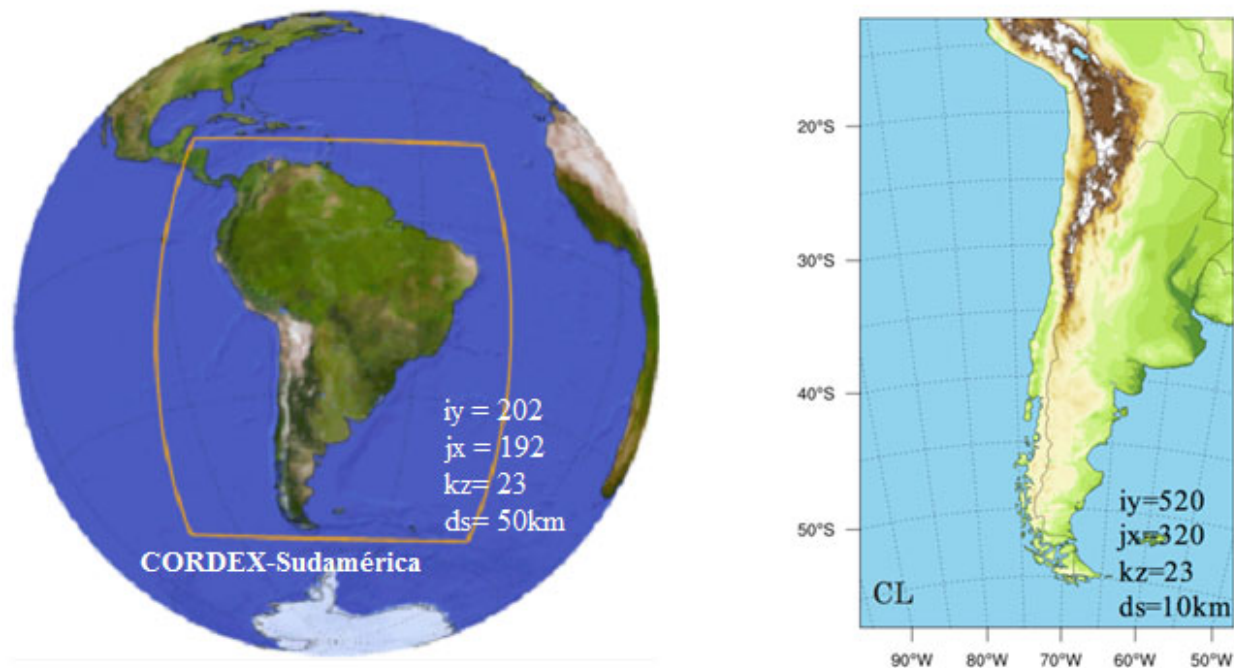 iy = 202
jx = 192
kz= 23
ds= 50km
CORDEX-Sudamérica
20°S
30°S
40°S
50°S
iy=520
jx=320
kz=23
ds=10km
CL
90°W 80°W 70°W 60°W 50°W